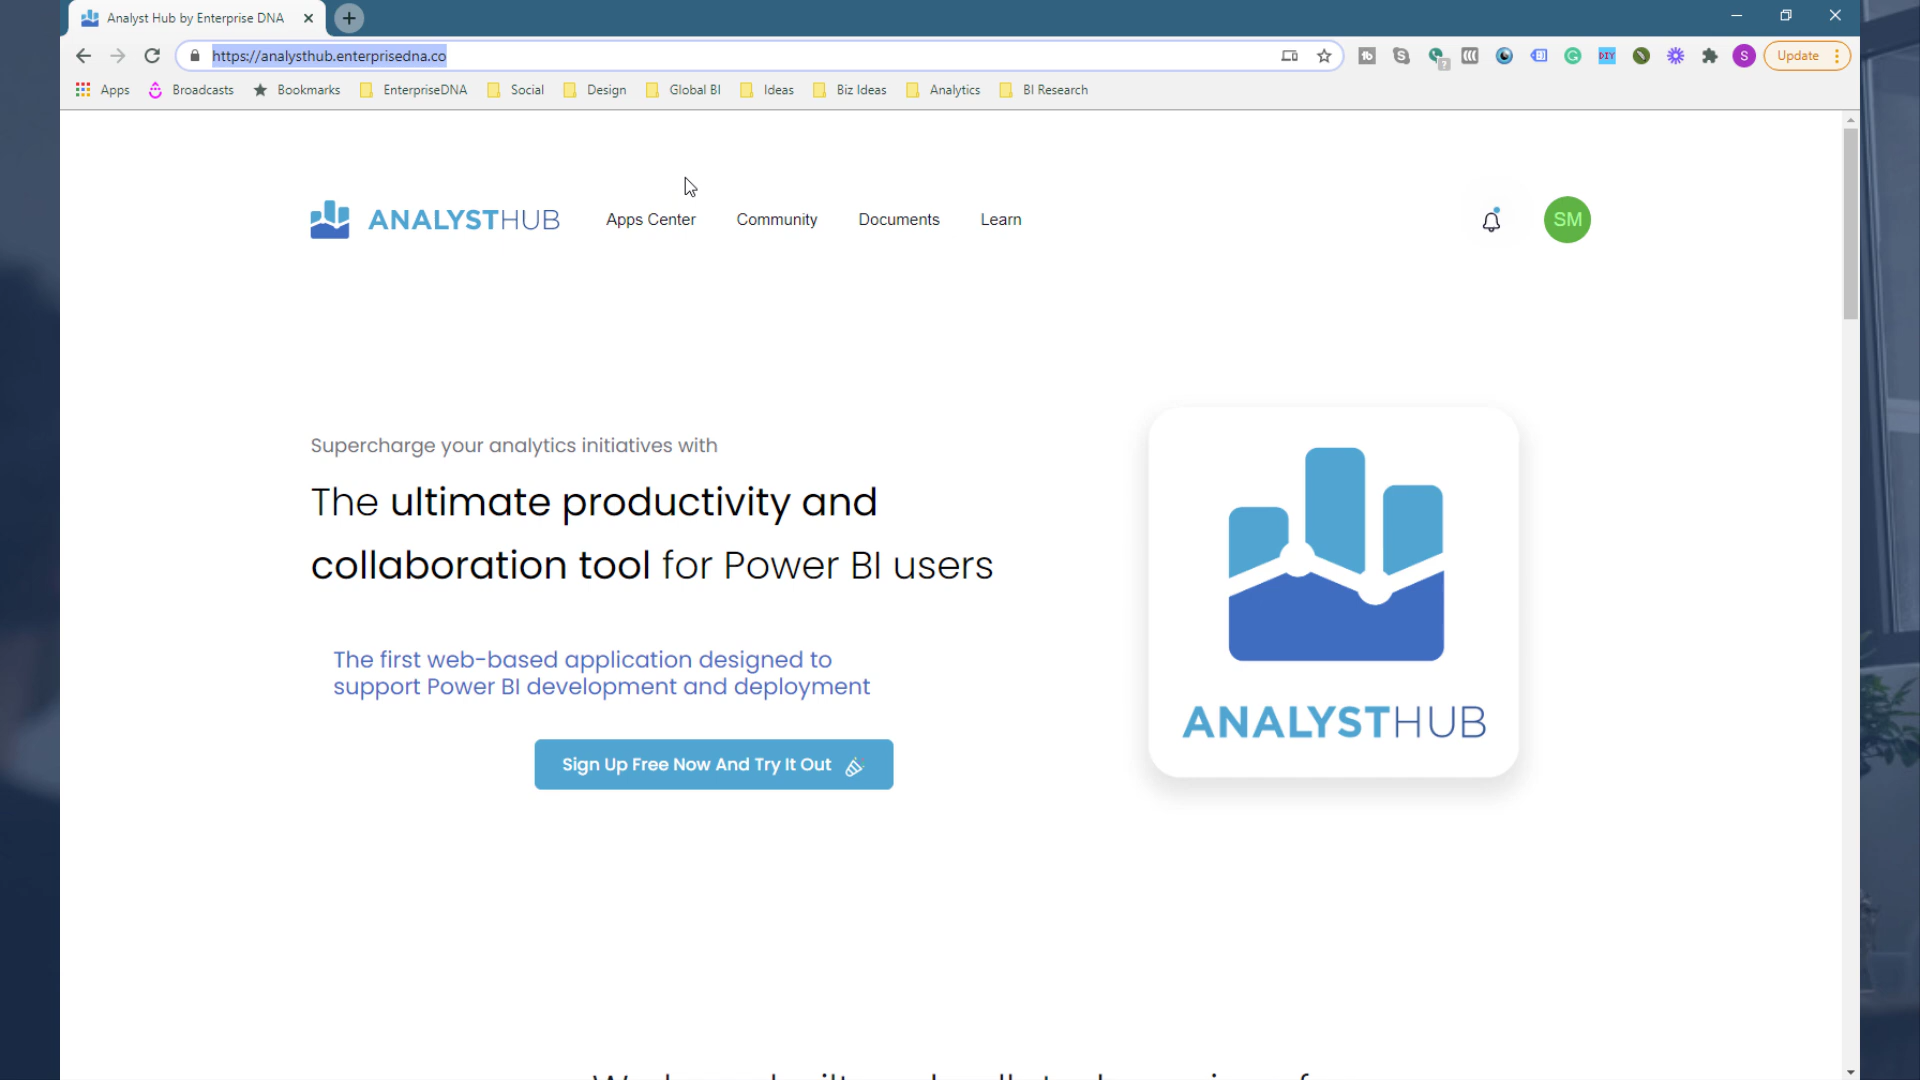 Analyst Hub by Enterprise DNA
https://analysthub.enterprisedna.co
Update
Apps
Broadcasts
Bookmarks
EnterpriseDNA
Social
Design
Global BI
Ideas
Biz Ideas
Analytics
BI Research
ANALYSTHUB
Apps Center
Community
Documents
Learn
SM
Supercharge your analytics initiatives with
The ultimate productivity and
collaboration tool for Power BI users
The first web-based application designed to
support Power BI development and deployment
Sign Up Free Now And Try It Out
ANALYSTHUB